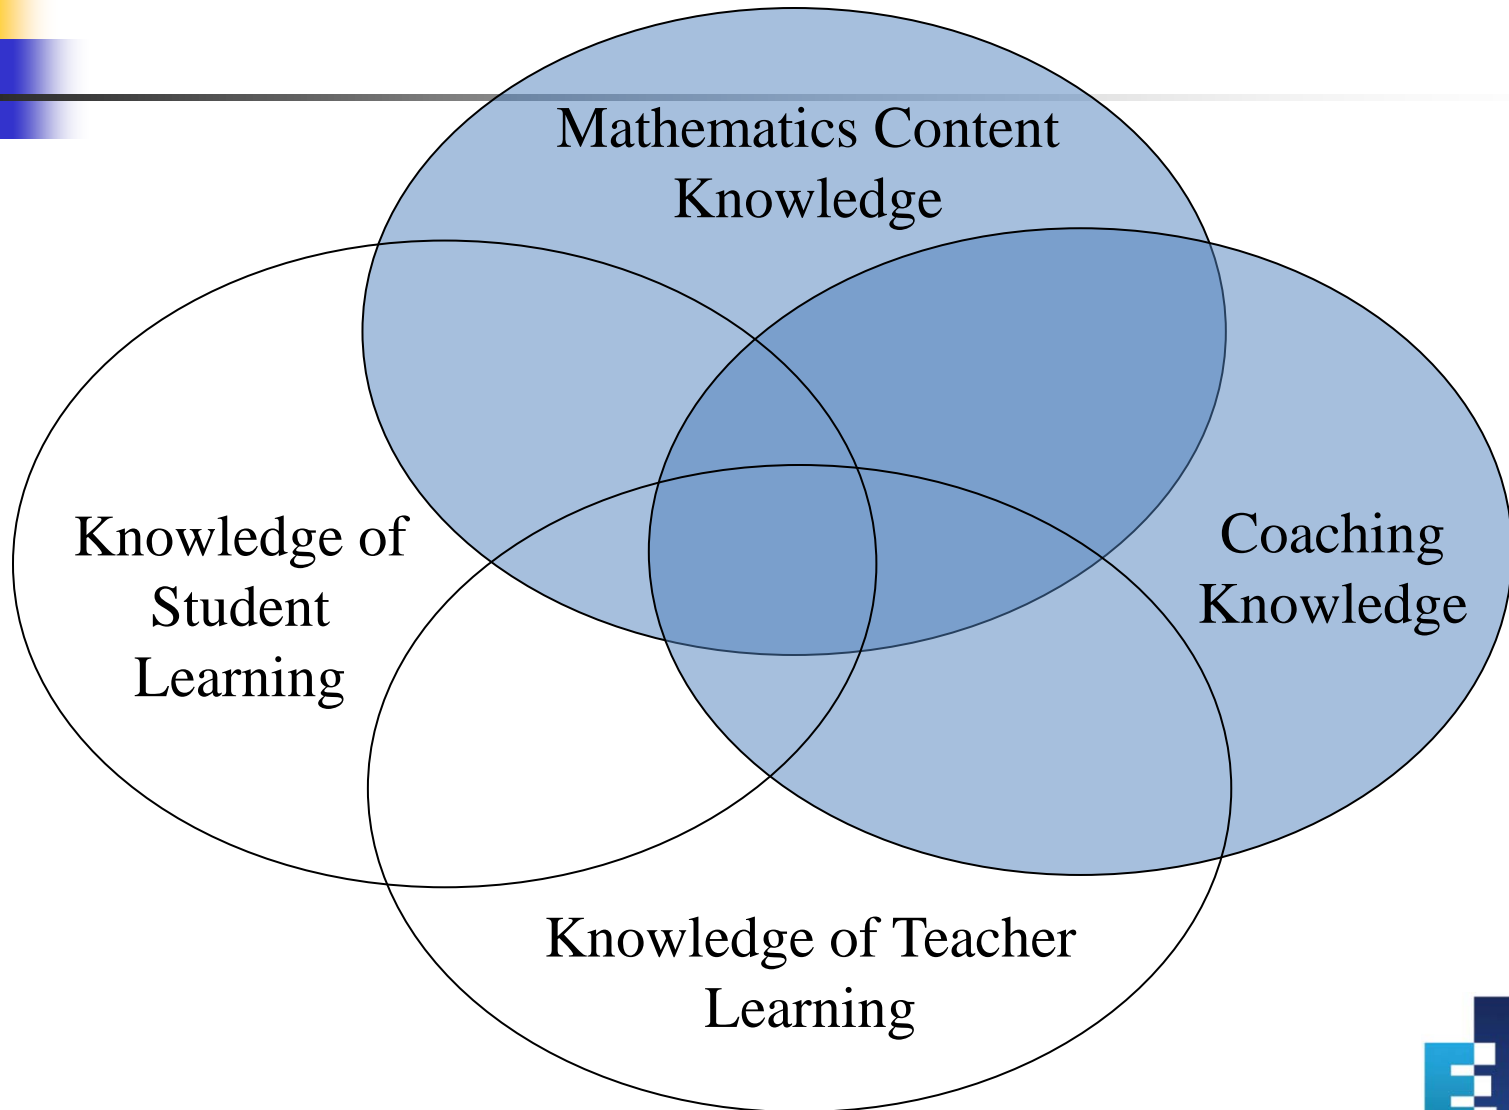 Mathematics Content
Knowledge
Knowledge of
Student
Learning
Coaching
Knowledge
Knowledge of Teacher
Learning